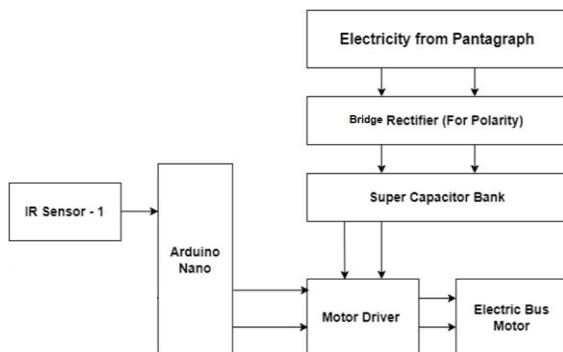 Electricity from Pantagraph
Bridge Rectifier (For Polarity)
Super Capacitor Bank
IR Sensor - 1
Arduino
Nano
Motor Driver
Electric Bus
Motor